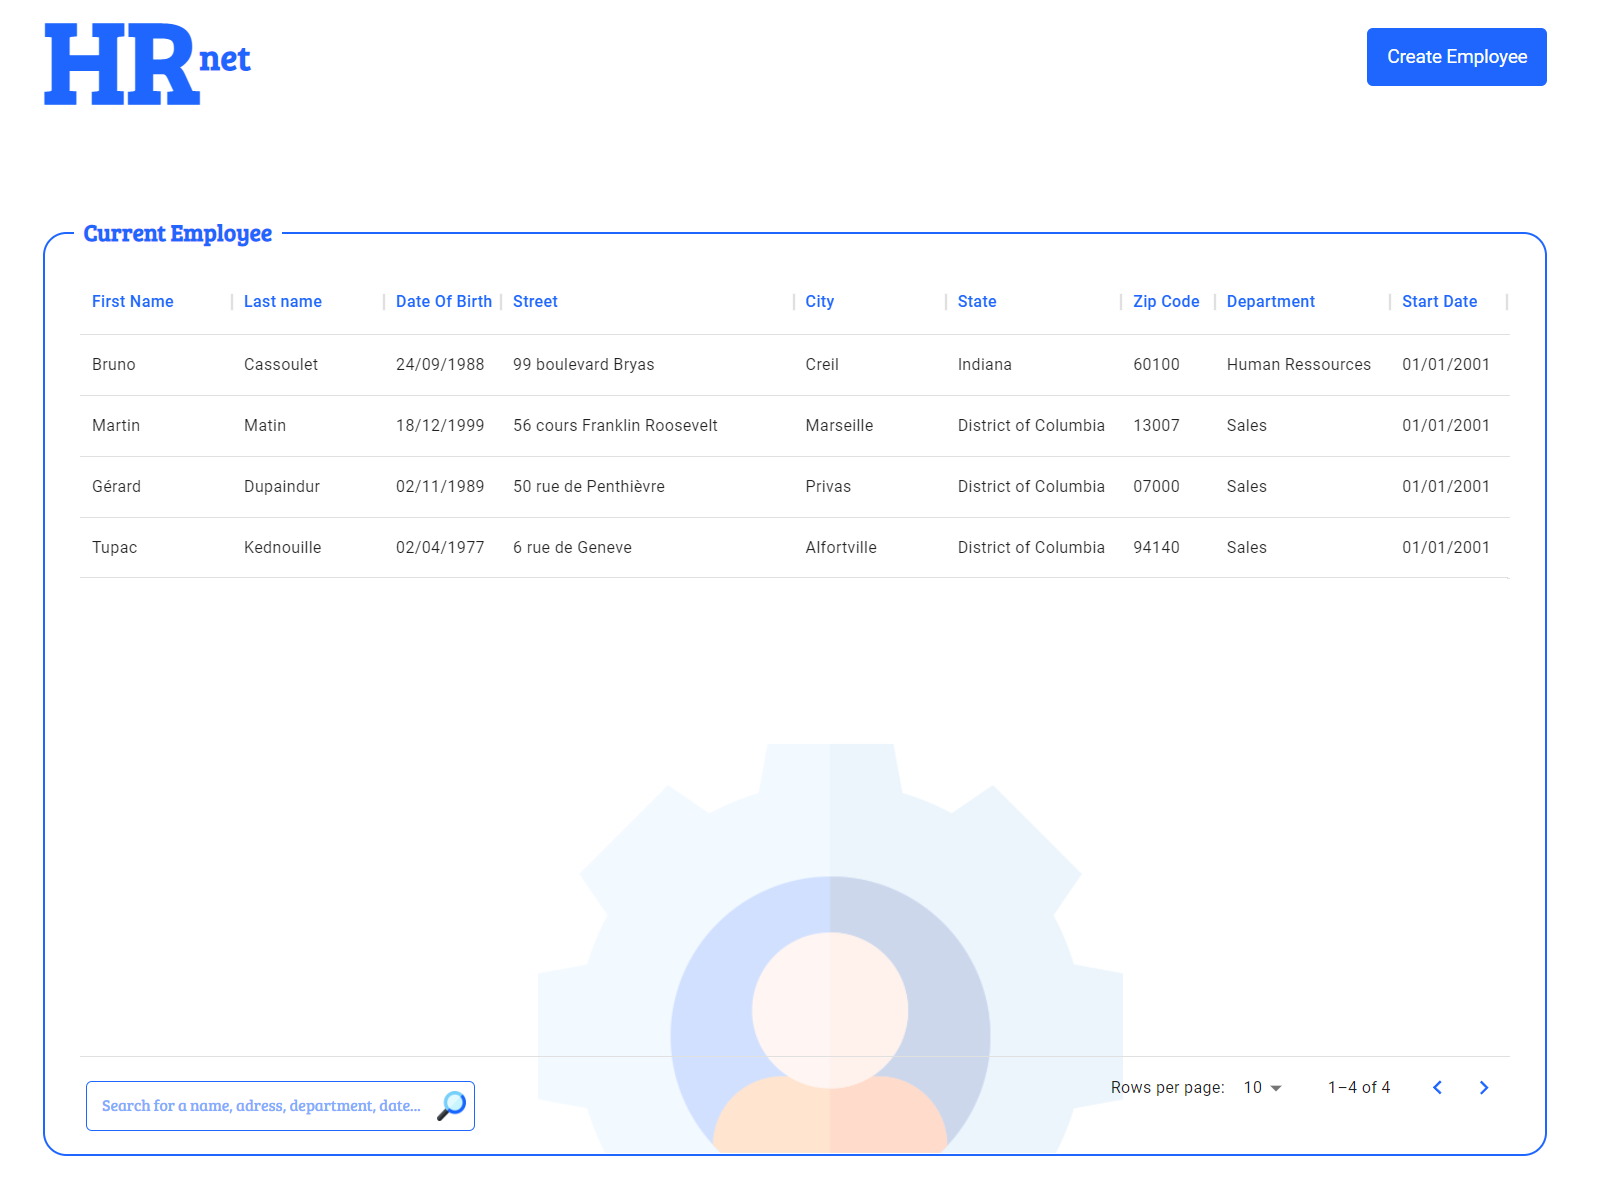 HRnet
Create Employee
Current Employee
First Name Last name Date Of Birth Street City State Zip Code Department Start Date
Bruno Cassoulet 24/09/1988 99 boulevard Bryas Creil Indiana 60100 Human Ressources 01/01/2001
Martin Matin 18/12/1999 56 cours Franklin Roosevelt Marseille District of Columbia 13007 Sales 01/01/2001
Gérard Dupaindur 02/11/1989 50 rue de Penthièvre Privas District of Columbia 07000 Sales 01/01/2001
Tupac Kednouille 02/04/1977 6 rue de Geneve Alfortville District of Columbia 94140 Sales 01/01/2001
Search for a name, adress, department, date... Rows per page: 10 1–4 of 4